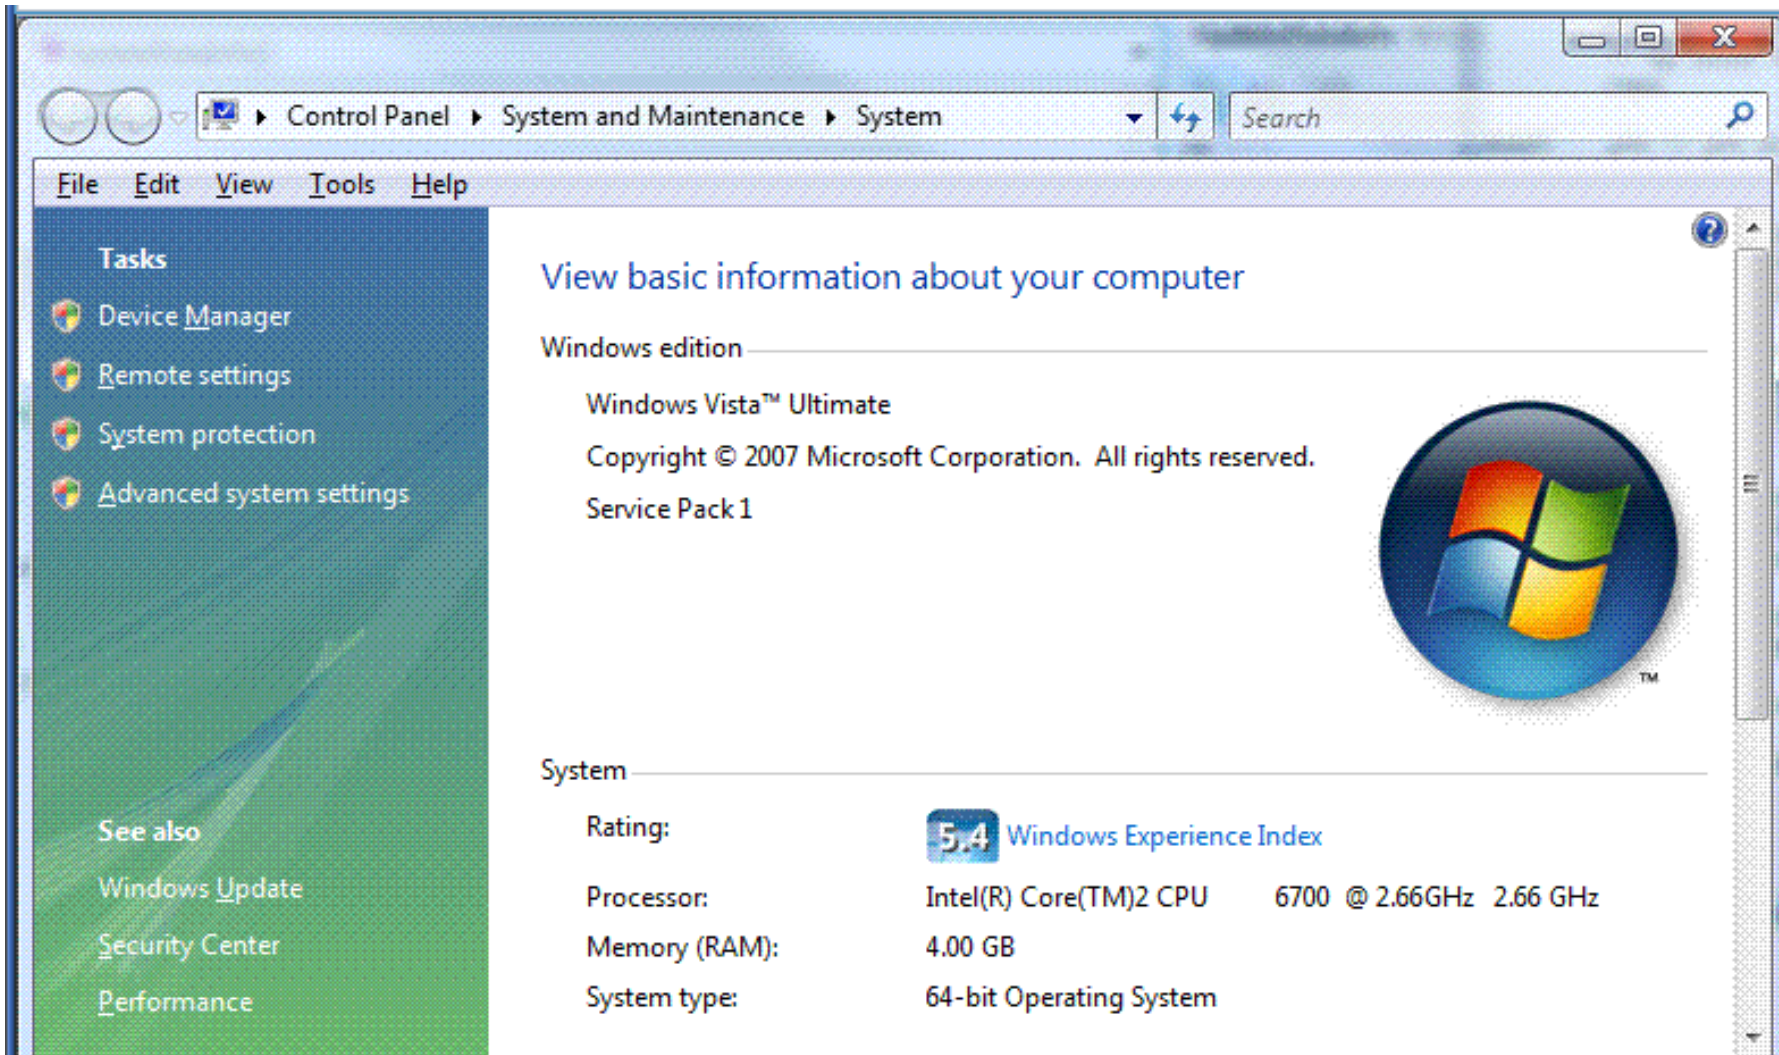 Control Panel ▸ System and Maintenance ▸ System
Search
File Edit View Tools Help
Tasks
Device Manager
Remote settings
System protection
Advanced system settings
See also
Windows Update
Security Center
Performance
View basic information about your computer
Windows edition
Windows Vista™ Ultimate
Copyright © 2007 Microsoft Corporation. All rights reserved.
Service Pack 1
TM
System
Rating: 5.4 Windows Experience Index
Processor: Intel(R) Core(TM)2 CPU 6700 @ 2.66GHz 2.66 GHz
Memory (RAM): 4.00 GB
System type: 64-bit Operating System